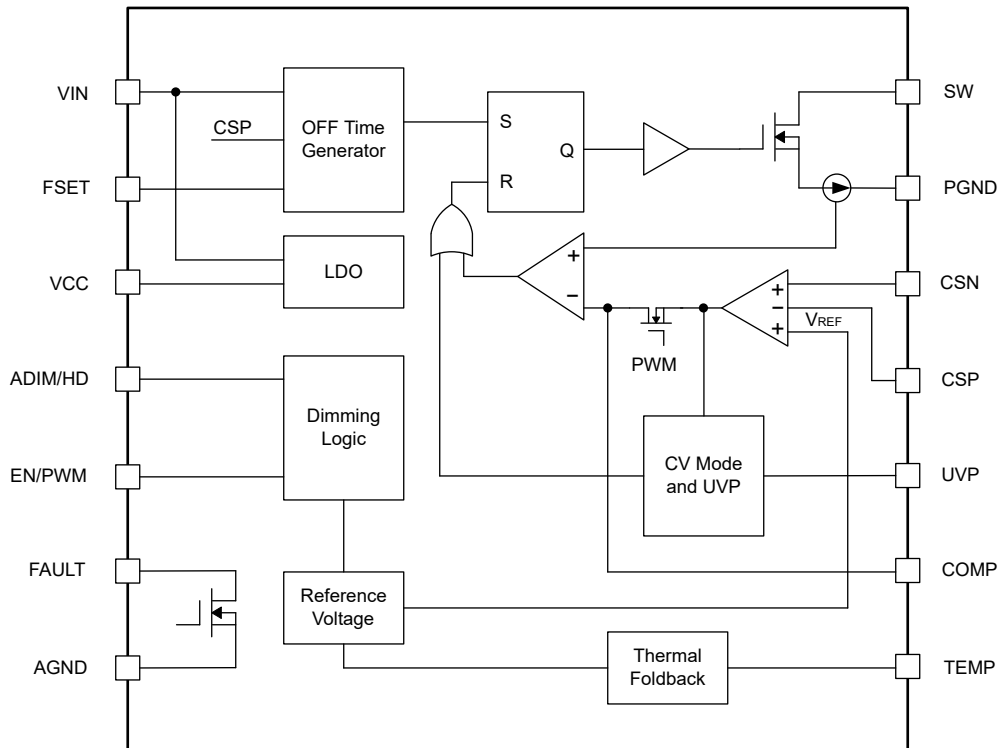 VIN
CSP
FSET
OFF Time
Generator
S
R
Q
SW
PGND
VCC
LDO
+
−
+
−
+
VREF
PWM
CSN
CSP
ADIM/HD
EN/PWM
Dimming
Logic
CV Mode
and UVP
UVP
FAULT
AGND
Reference
Voltage
COMP
Thermal
Foldback
TEMP